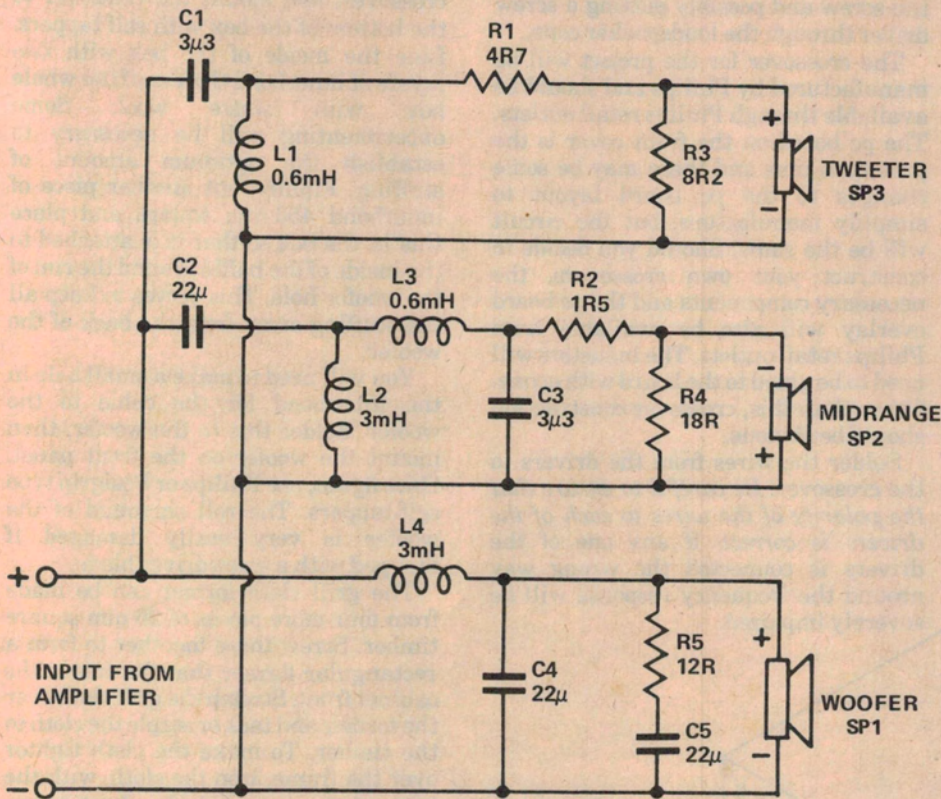 C1
3μ3
R1
4R7
L1
0.6mH
R3
8R2
+
TWEETER
SP3
C2
22μ
L3
0.6mH
R2
1R5
L2
3mH
C3
3μ3
R4
18R
−
MIDRANGE
SP2
+
L4
3mH
+
INPUT FROM
AMPLIFIER
C4
22μ
R5
12R
+
WOOFER
SP1
C5
22μ
−
−